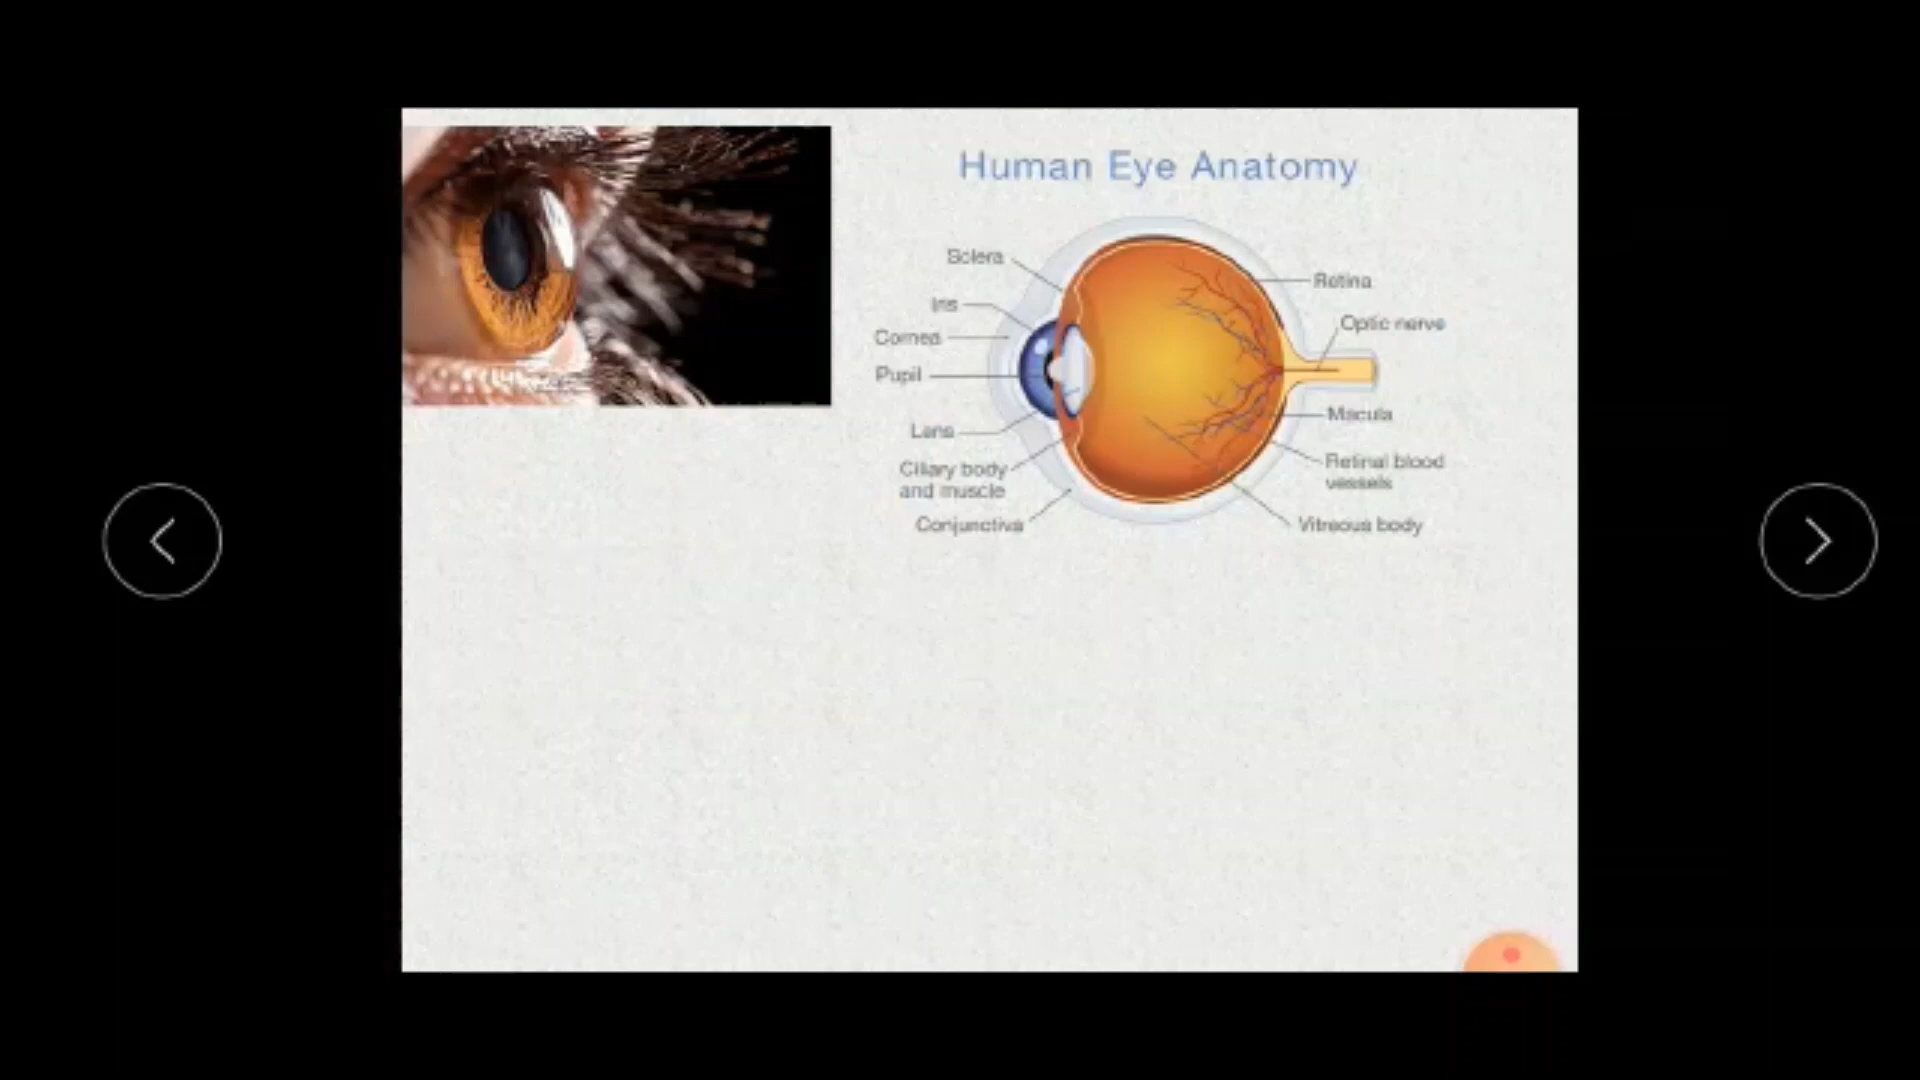 Human Eye Anatomy
Sclera
Iris
Cornea
Pupil
Lens
Ciliary body
and muscle
Conjunctiva
Retina
Optic nerve
Macula
Retinal blood
vessels
Vitreous body